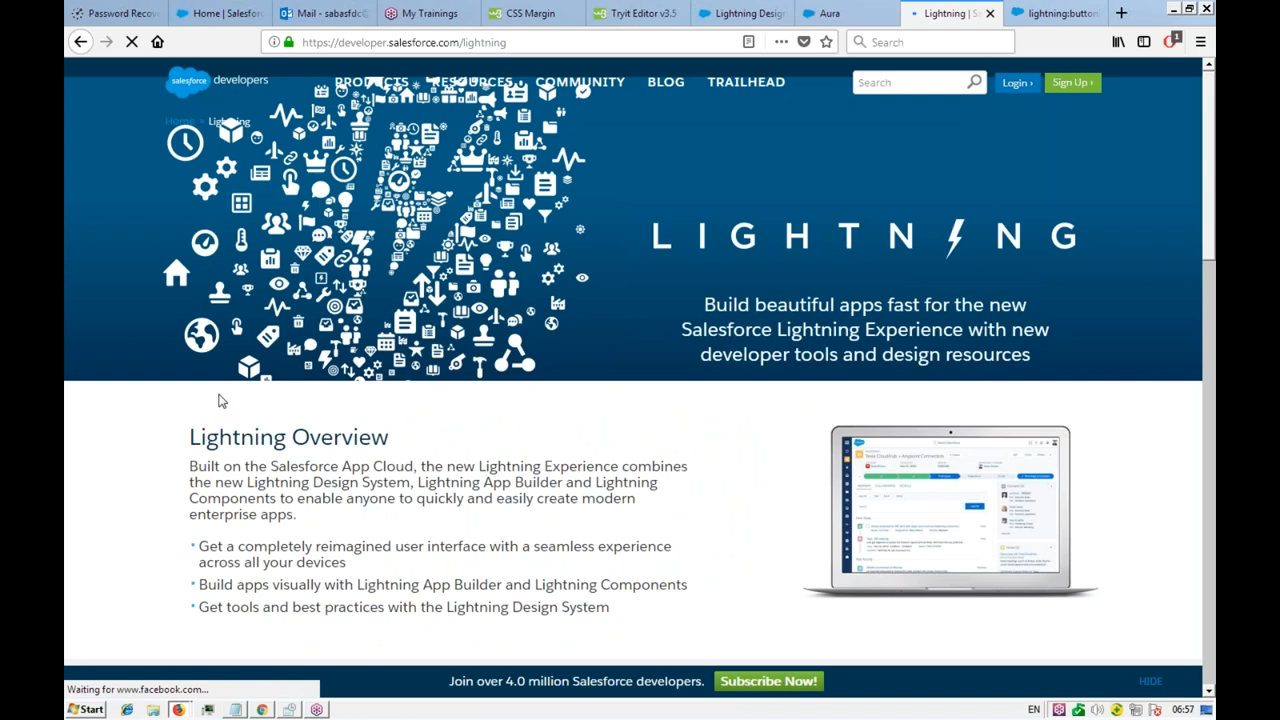 Password Recov
Home | Salesforc
Mail - sabasfdc@
My Trainings
CSS Margin
Tryit Editor v3.5
Lightning Desig
Aura
Lightning | S
lightning:button
https://developer.salesforce.com/lightning
Search
salesforce developers
PRODUCTS
RESOURCES
COMMUNITY
BLOG
TRAILHEAD
Search
Login ›
Sign Up ›
Home > Lightning
LIGHTNING
Build beautiful apps fast for the new
Salesforce Lightning Experience with new
developer tools and design resources
Lightning Overview
Built on the Salesforce App Cloud, the new Lightning Experience combines
the new Lightning Design System, Lightning App Builder and Lightning
Components to enable anyone to quickly and easily create modern
enterprise apps.
Get a completely reimagined user interface with a seamless experience
across all your devices
Build apps visually with Lightning App Builder and Lightning Components
Get tools and best practices with the Lightning Design System
Join over 4.0 million Salesforce developers.
Subscribe Now!
HIDE
Waiting for www.facebook.com...
Start
EN
06:57